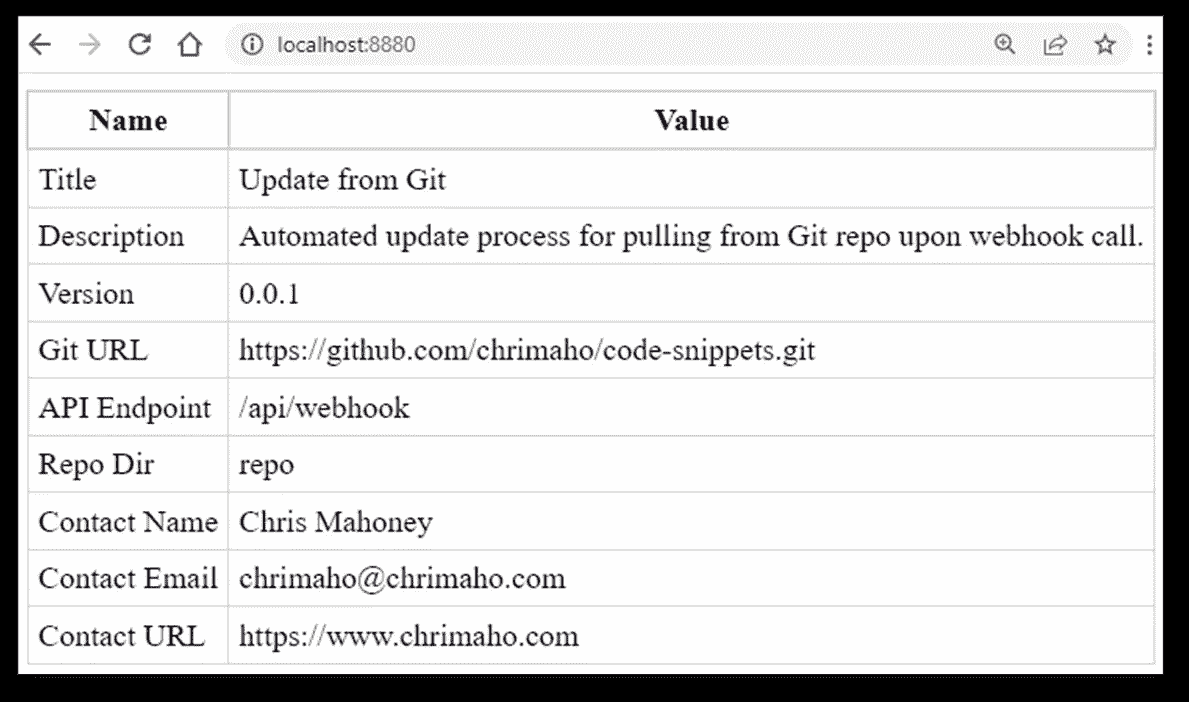 localhost:8880
Name Value
Title Update from Git
Description Automated update process for pulling from Git repo upon webhook call.
Version 0.0.1
Git URL https://github.com/chrimaho/code-snippets.git
API Endpoint /api/webhook
Repo Dir repo
Contact Name Chris Mahoney
Contact Email chrimaho@chrimaho.com
Contact URL https://www.chrimaho.com